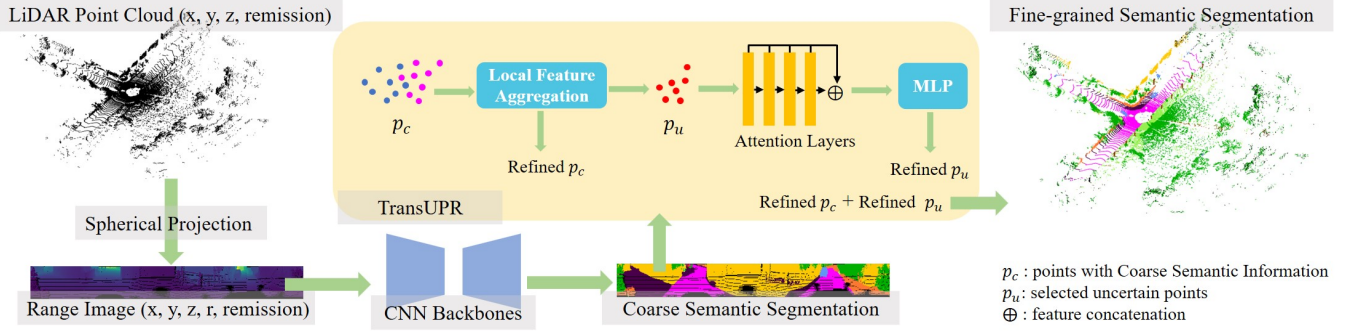 LiDAR Point Cloud (x, y, z, remission)
Fine-grained Semantic Segmentation
Local Feature
Aggregation
MLP
p_c
p_u
Attention Layers
Refined p_c
Refined p_u
Refined p_c + Refined p_u
TransUPR
Spherical Projection
Range Image (x, y, z, r, remission)
CNN Backbones
Coarse Semantic Segmentation
p_c : points with Coarse Semantic Information
p_u : selected uncertain points
⊕ : feature concatenation